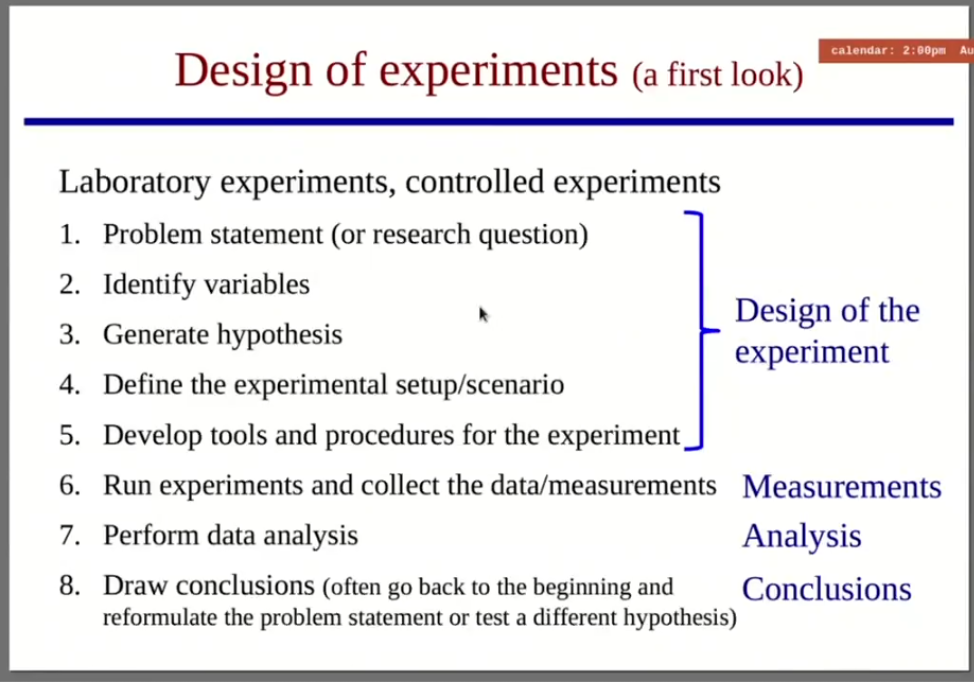 calendar: 2:00pm Au
Design of experiments (a first look)
Laboratory experiments, controlled experiments
1. Problem statement (or research question)
2. Identify variables
3. Generate hypothesis
4. Define the experimental setup/scenario
5. Develop tools and procedures for the experiment
Design of the
experiment
6. Run experiments and collect the data/measurements Measurements
7. Perform data analysis Analysis
8. Draw conclusions (often go back to the beginning and Conclusions
reformulate the problem statement or test a different hypothesis)